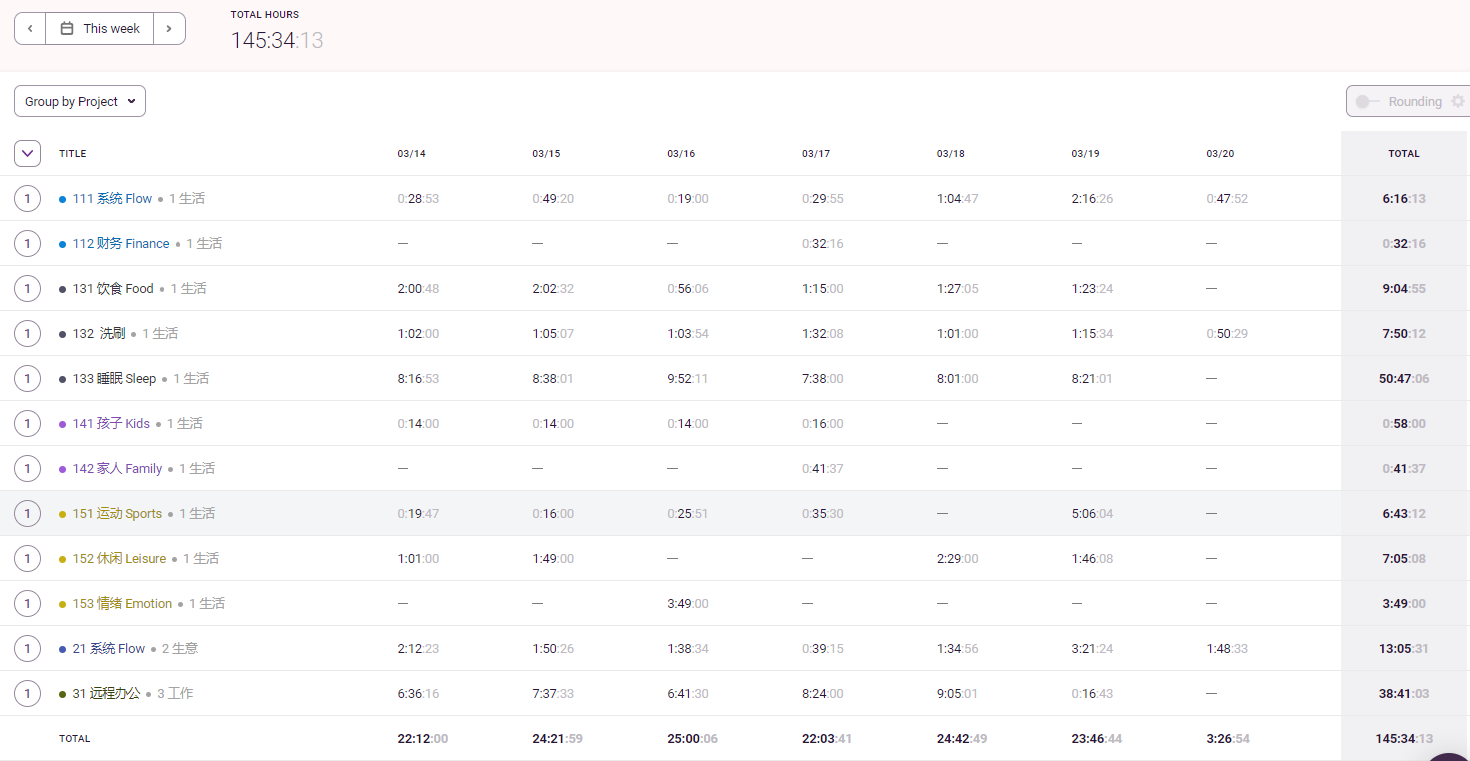 This week
TOTAL HOURS
145:34:13
Group by Project
Rounding
TITLE 03/14 03/15 03/16 03/17 03/18 03/19 03/20 TOTAL
1 111 系统 Flow • 1 生活 0:28:53 0:49:20 0:19:00 0:29:55 1:04:47 2:16:26 0:47:52 6:16:13
1 112 财务 Finance • 1 生活 — — — 0:32:16 — — — 0:32:16
1 131 饮食 Food • 1 生活 2:00:48 2:02:32 0:56:06 1:15:00 1:27:05 1:23:24 — 9:04:55
1 132 洗刷 • 1 生活 1:02:00 1:05:07 1:03:54 1:32:08 1:01:00 1:15:34 0:50:29 7:50:12
1 133 睡眠 Sleep • 1 生活 8:16:53 8:38:01 9:52:11 7:38:00 8:01:00 8:21:01 — 50:47:06
1 141 孩子 Kids • 1 生活 0:14:00 0:14:00 0:14:00 0:16:00 — — — 0:58:00
1 142 家人 Family • 1 生活 — — — 0:41:37 — — — 0:41:37
1 151 运动 Sports • 1 生活 0:19:47 0:16:00 0:25:51 0:35:30 — 5:06:04 — 6:43:12
1 152 休闲 Leisure • 1 生活 1:01:00 1:49:00 — — 2:29:00 1:46:08 — 7:05:08
1 153 情绪 Emotion • 1 生活 — — 3:49:00 — — — — 3:49:00
1 21 系统 Flow • 2 生意 2:12:23 1:50:26 1:38:34 0:39:15 1:34:56 3:21:24 1:48:33 13:05:31
1 31 远程办公 • 3 工作 6:36:16 7:37:33 6:41:30 8:24:00 9:05:01 0:16:43 — 38:41:03
TOTAL 22:12:00 24:21:59 25:00:06 22:03:41 24:42:49 23:46:44 3:26:54 145:34:13